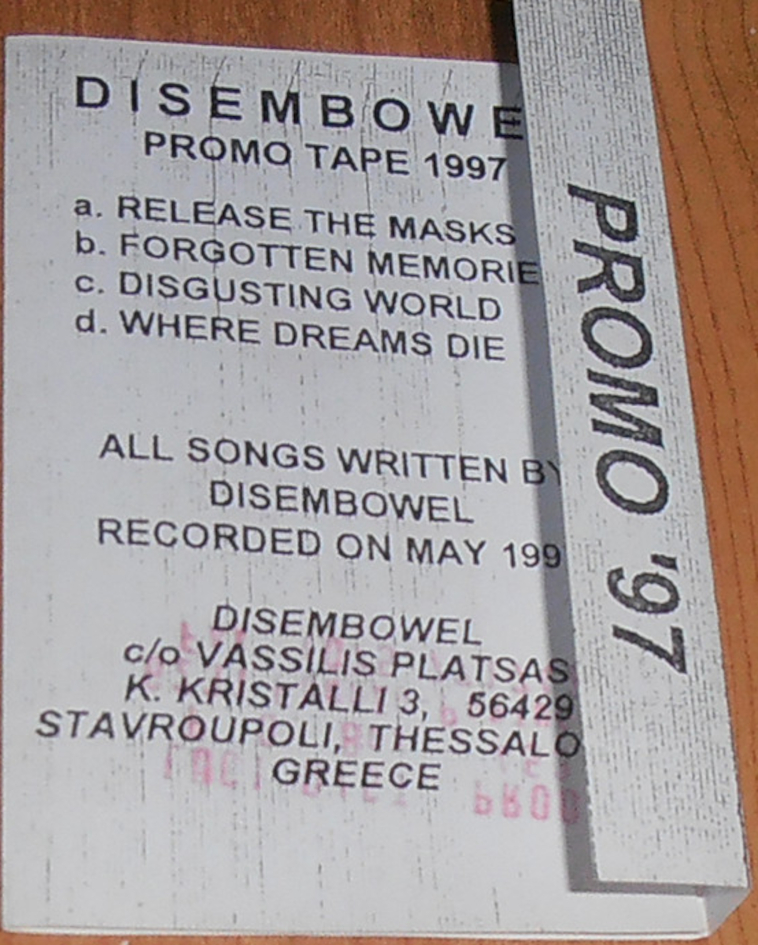 DISEMBOWE
PROMO TAPE 1997
a. RELEASE THE MASKS
b. FORGOTTEN MEMORIE
c. DISGUSTING WORLD
d. WHERE DREAMS DIE
ALL SONGS WRITTEN BY
DISEMBOWEL
RECORDED ON MAY 199
DISEMBOWEL
c/o VASSILIS PLATSAS
K. KRISTALLI 3, 56429
STAVROUPOLI, THESSALO
GREECE
PROMO '97